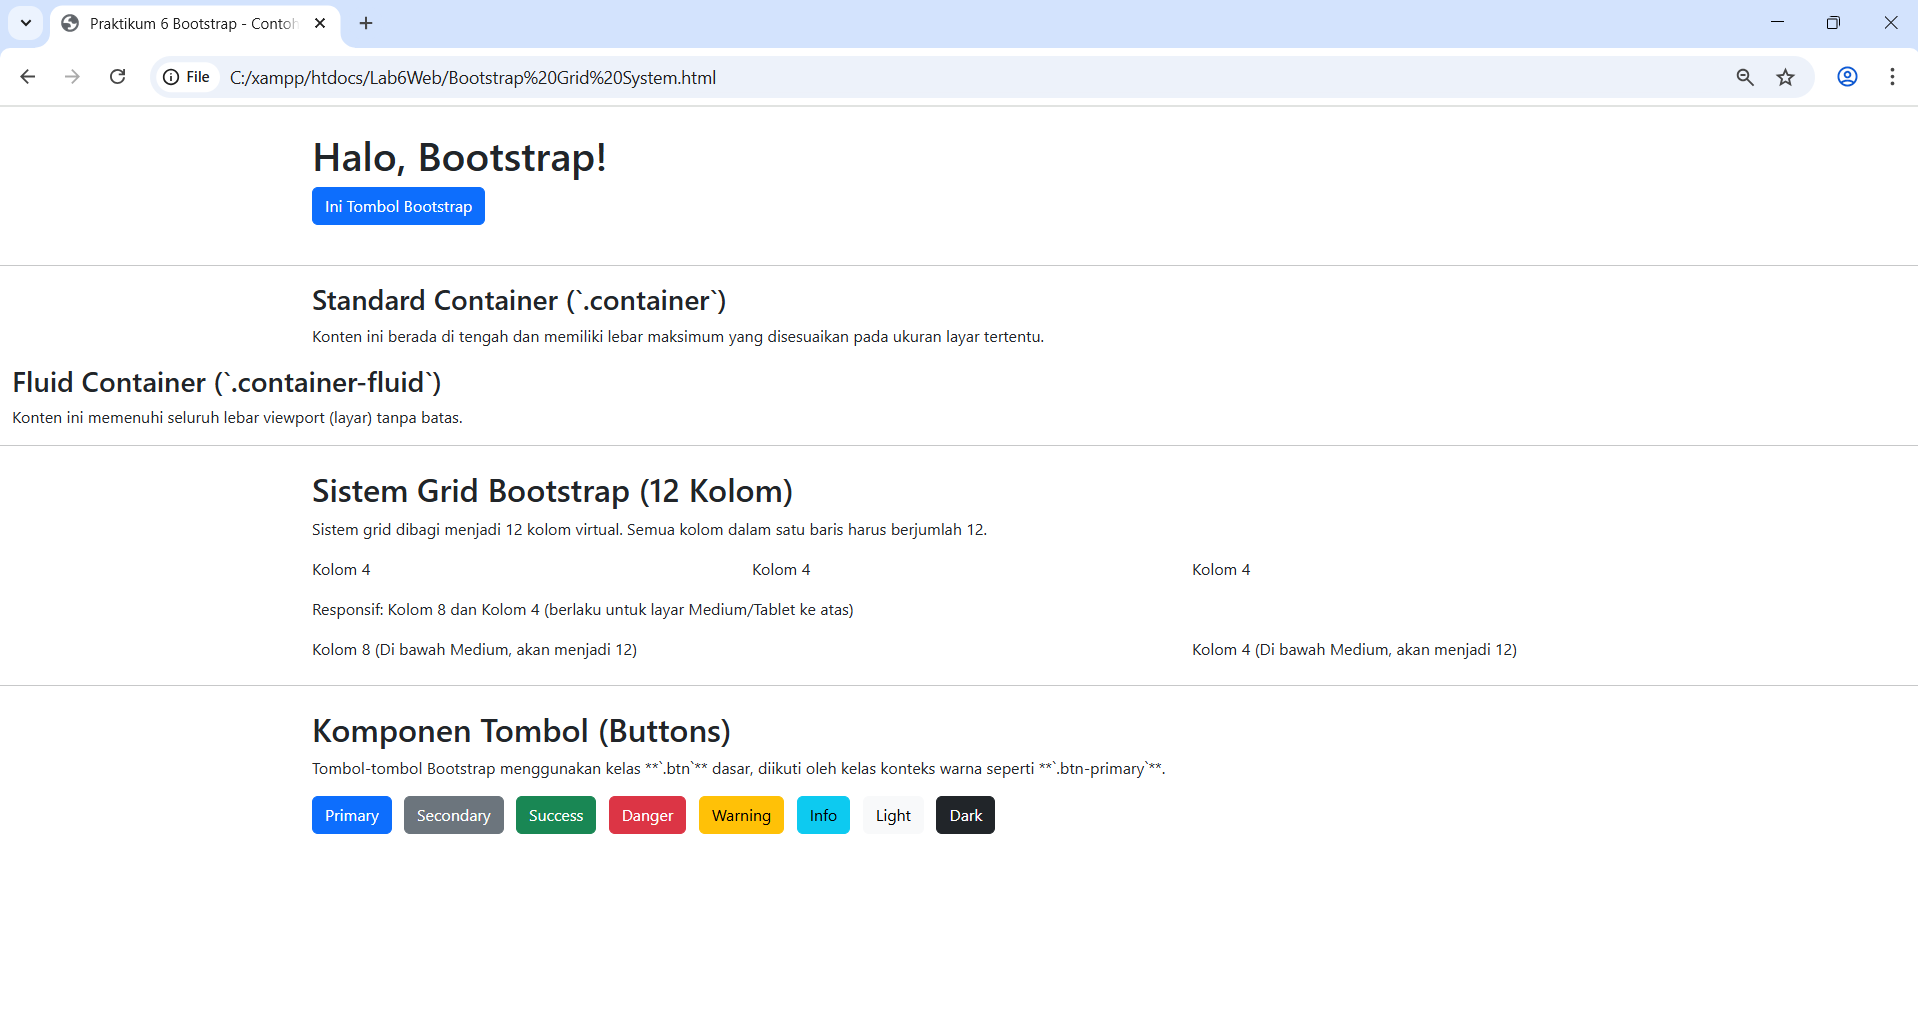 Praktikum 6 Bootstrap - Contoh
File C:/xampp/htdocs/Lab6Web/Bootstrap%20Grid%20System.html
Halo, Bootstrap!
Ini Tombol Bootstrap
Standard Container (`.container`)
Konten ini berada di tengah dan memiliki lebar maksimum yang disesuaikan pada ukuran layar tertentu.
Fluid Container (`.container-fluid`)
Konten ini memenuhi seluruh lebar viewport (layar) tanpa batas.
Sistem Grid Bootstrap (12 Kolom)
Sistem grid dibagi menjadi 12 kolom virtual. Semua kolom dalam satu baris harus berjumlah 12.
Kolom 4 Kolom 4 Kolom 4
Responsif: Kolom 8 dan Kolom 4 (berlaku untuk layar Medium/Tablet ke atas)
Kolom 8 (Di bawah Medium, akan menjadi 12) Kolom 4 (Di bawah Medium, akan menjadi 12)
Komponen Tombol (Buttons)
Tombol-tombol Bootstrap menggunakan kelas **`.btn`** dasar, diikuti oleh kelas konteks warna seperti **`.btn-primary`**.
Primary Secondary Success Danger Warning Info Light Dark